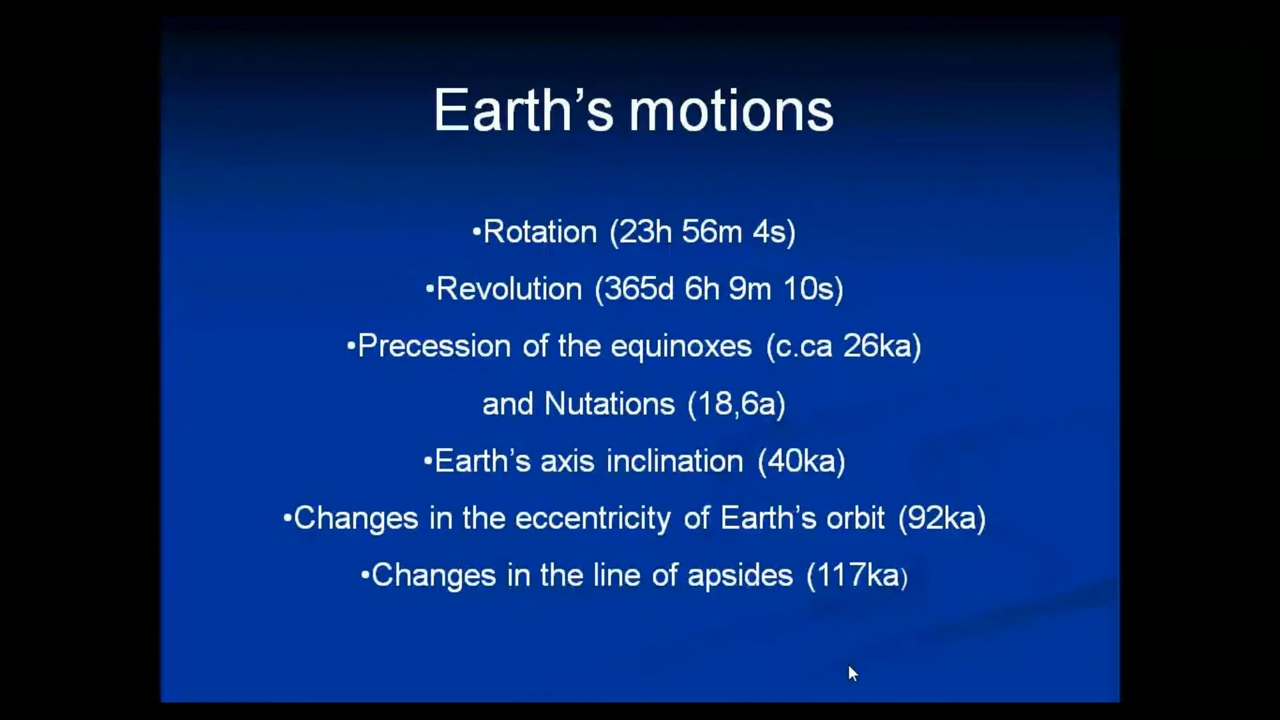 Earth’s motions
•Rotation (23h 56m 4s)
•Revolution (365d 6h 9m 10s)
•Precession of the equinoxes (c.ca 26ka)
and Nutations (18,6a)
•Earth’s axis inclination (40ka)
•Changes in the eccentricity of Earth’s orbit (92ka)
•Changes in the line of apsides (117ka)